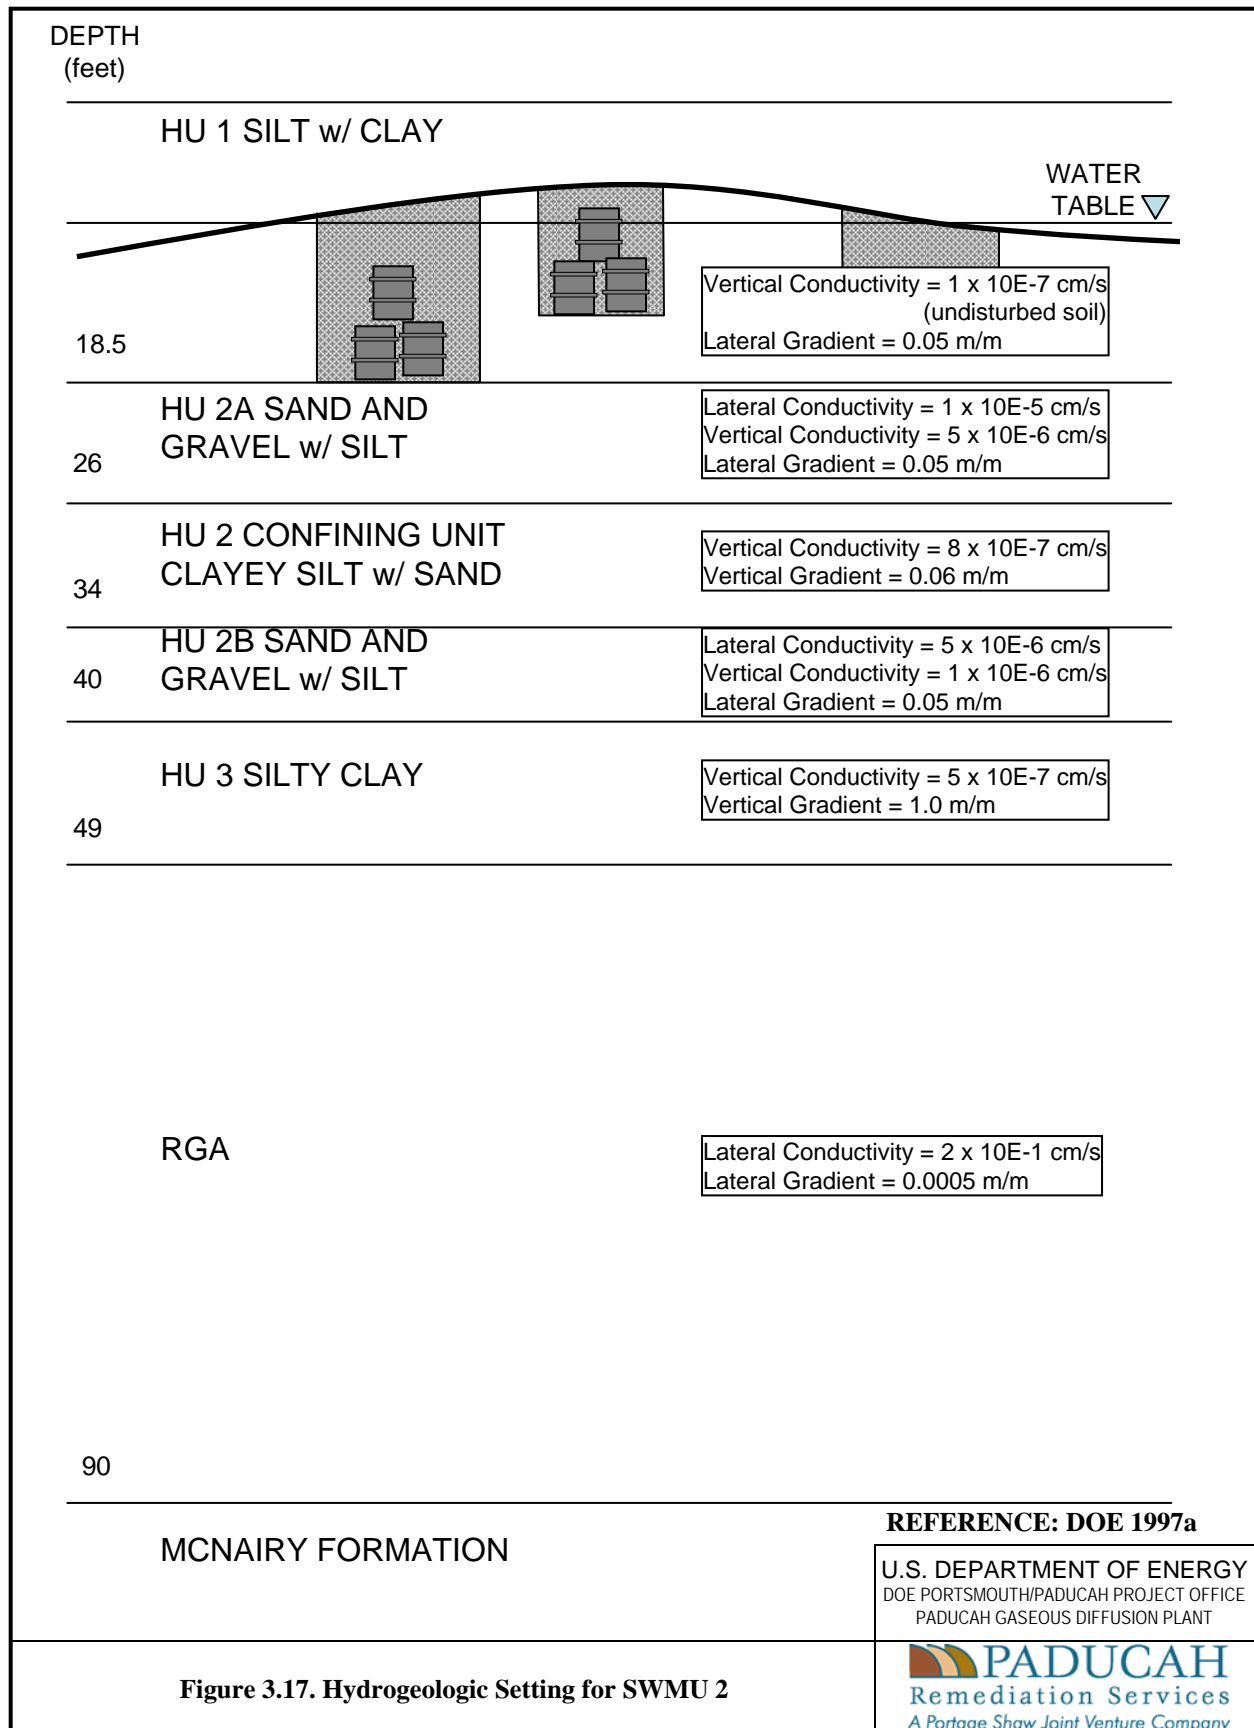 DEPTH
(feet)
HU 1 SILT w/ CLAY
WATER
TABLE
Vertical Conductivity = 1 x 10E-7 cm/s
(undisturbed soil)
Lateral Gradient = 0.05 m/m
18.5
HU 2A SAND AND
GRAVEL w/ SILT
Lateral Conductivity = 1 x 10E-5 cm/s
Vertical Conductivity = 5 x 10E-6 cm/s
Lateral Gradient = 0.05 m/m
26
HU 2 CONFINING UNIT
CLAYEY SILT w/ SAND
Vertical Conductivity = 8 x 10E-7 cm/s
Vertical Gradient = 0.06 m/m
34
HU 2B SAND AND
GRAVEL w/ SILT
Lateral Conductivity = 5 x 10E-6 cm/s
Vertical Conductivity = 1 x 10E-6 cm/s
Lateral Gradient = 0.05 m/m
40
HU 3 SILTY CLAY
Vertical Conductivity = 5 x 10E-7 cm/s
Vertical Gradient = 1.0 m/m
49
RGA
Lateral Conductivity = 2 x 10E-1 cm/s
Lateral Gradient = 0.0005 m/m
90
MCNAIRY FORMATION
REFERENCE: DOE 1997a
U.S. DEPARTMENT OF ENERGY
DOE PORTSMOUTH/PADUCAH PROJECT OFFICE
PADUCAH GASEOUS DIFFUSION PLANT
Figure 3.17. Hydrogeologic Setting for SWMU 2
PADUCAH
Remediation Services
A Portage Shaw Joint Venture Company